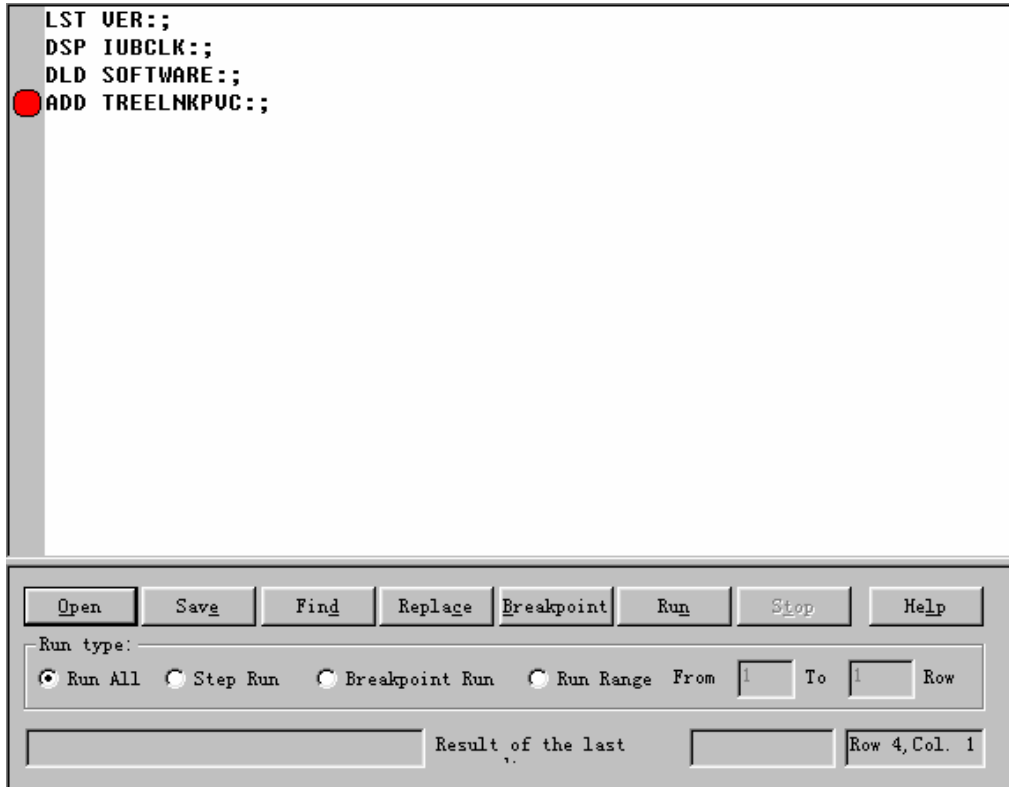 LST VER:;
DSP IUBCLK:;
DLD SOFTWARE:;
ADD TREELNKPVC:;
Open Save Find Replace Breakpoint Run Stop Help
Run type:
Run All Step Run Breakpoint Run Run Range From 1 To 1 Row
Result of the last Row 4,Col. 1